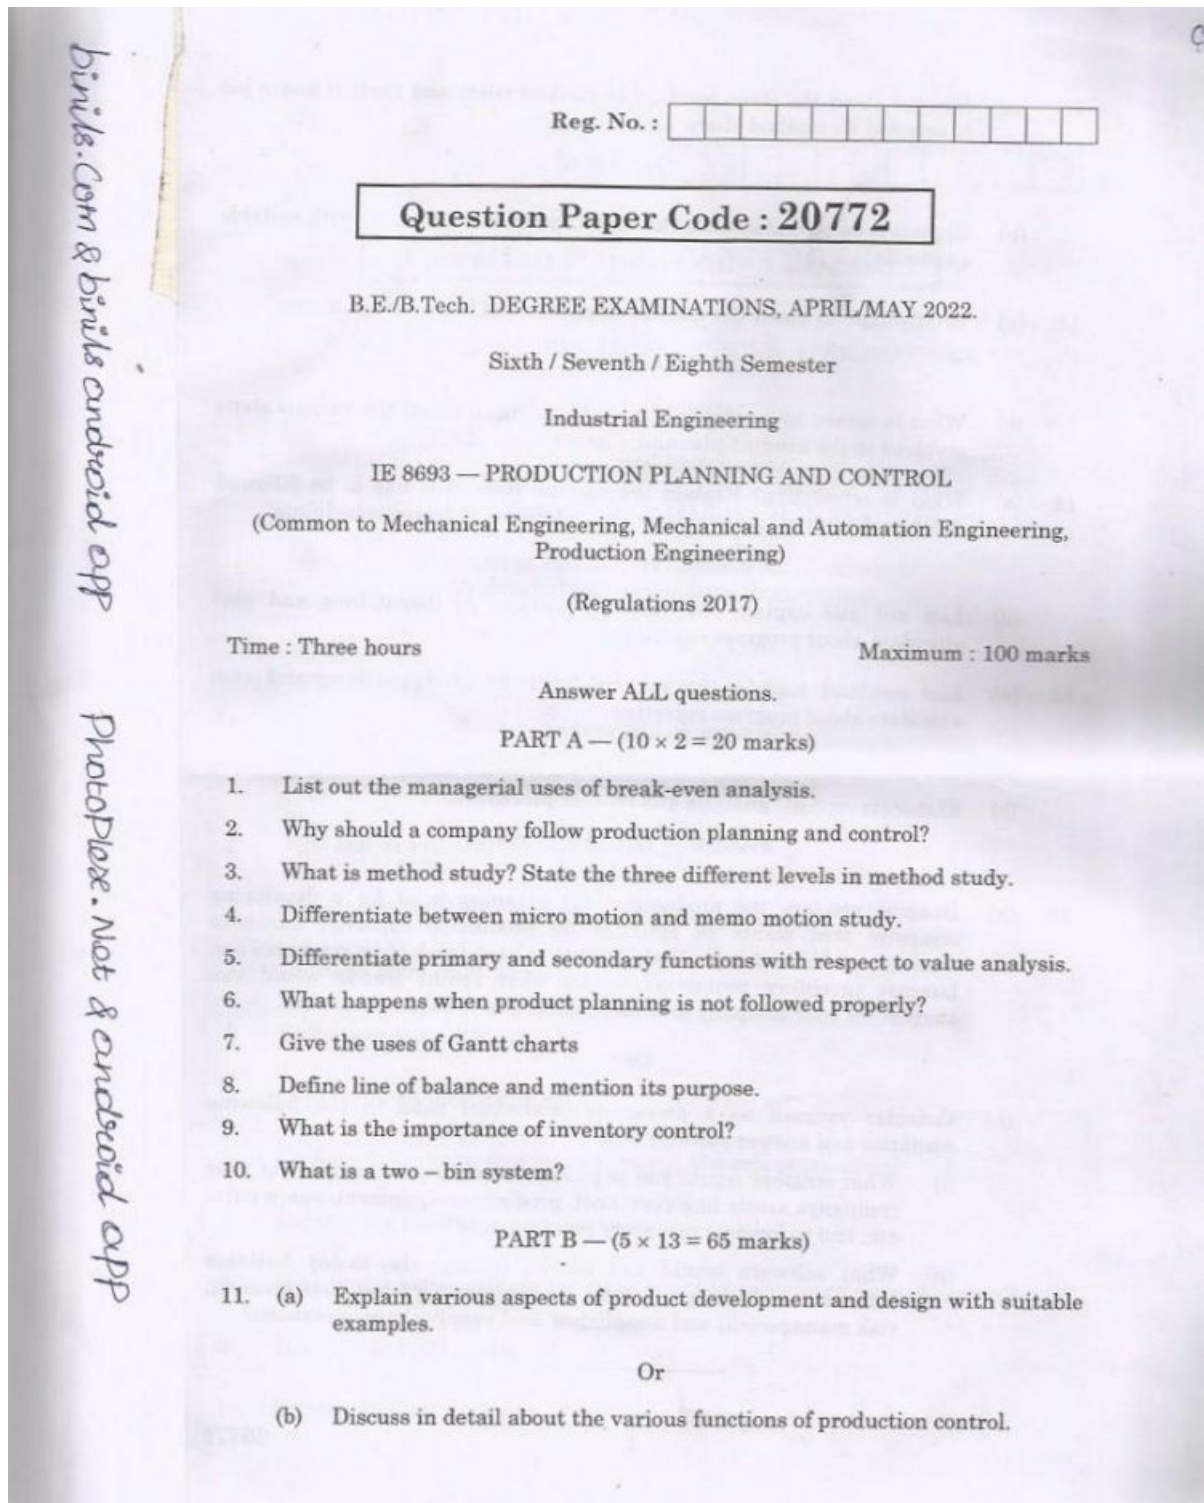 Reg. No. :
Question Paper Code : 20772
B.E./B.Tech. DEGREE EXAMINATIONS, APRIL/MAY 2022.
Sixth / Seventh / Eighth Semester
Industrial Engineering
IE 8693 — PRODUCTION PLANNING AND CONTROL
(Common to Mechanical Engineering, Mechanical and Automation Engineering,
Production Engineering)
(Regulations 2017)
Time : Three hours Maximum : 100 marks
Answer ALL questions.
PART A — (10 × 2 = 20 marks)
1. List out the managerial uses of break-even analysis.
2. Why should a company follow production planning and control?
3. What is method study? State the three different levels in method study.
4. Differentiate between micro motion and memo motion study.
5. Differentiate primary and secondary functions with respect to value analysis.
6. What happens when product planning is not followed properly?
7. Give the uses of Gantt charts
8. Define line of balance and mention its purpose.
9. What is the importance of inventory control?
10. What is a two – bin system?
PART B — (5 × 13 = 65 marks)
11. (a) Explain various aspects of product development and design with suitable
examples.
Or
(b) Discuss in detail about the various functions of production control.
binils.Com & binils android app
Photoplex.Net & android app